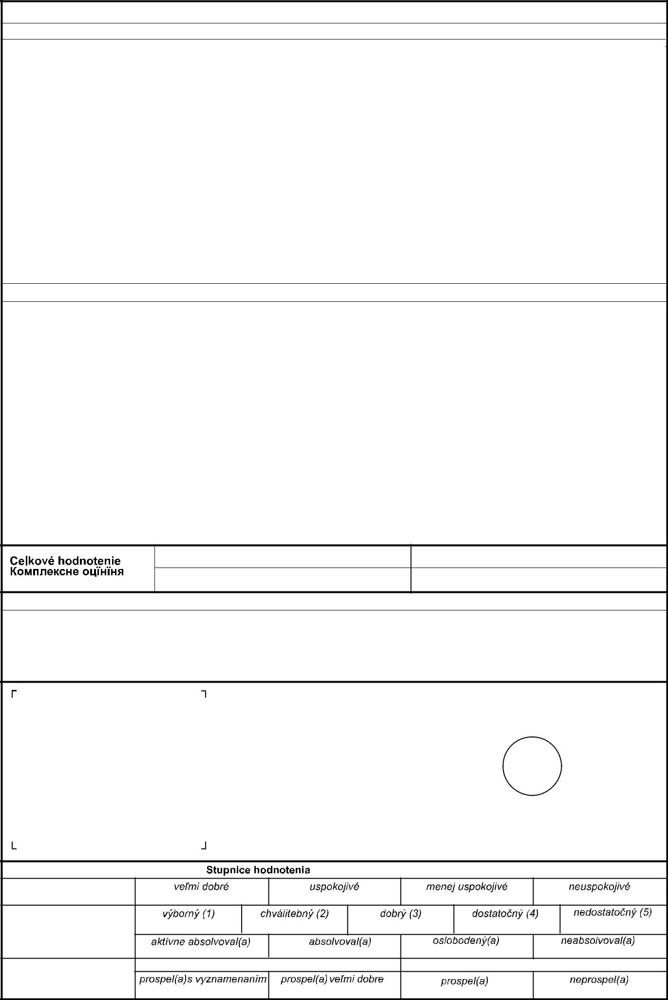 Celkové hodnotenie
Комплексне оцїнїня
Stupnice hodnotenia
veľmi dobré uspokojivé menej uspokojivé neuspokojivé
výborný (1) chválitebný (2) dobrý (3) dostatočný (4) nedostatočný (5)
aktívne absolvoval(a) absolvoval(a) oslobodený(a) neabsolvoval(a)
prospel(a) s vyznamenaním prospel(a) veľmi dobre prospel(a) neprospel(a)